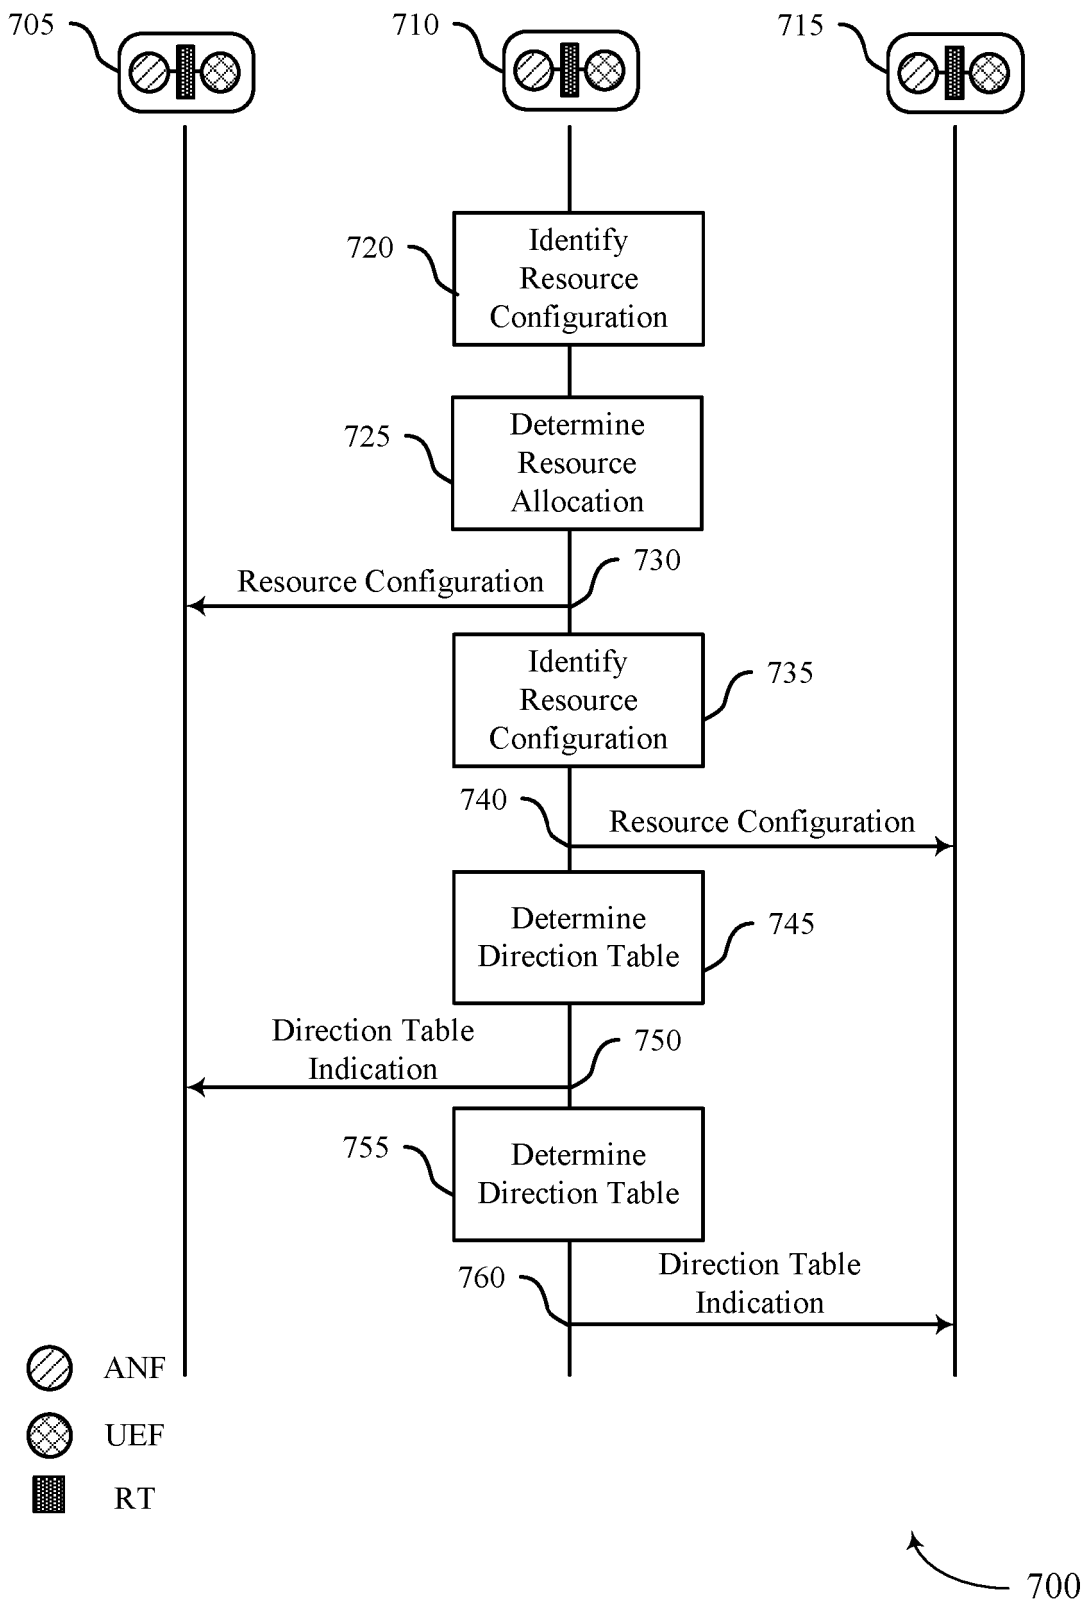 705
710
715
720
Identify
Resource
Configuration
725
Determine
Resource
Allocation
730
Resource Configuration
Identify
Resource
Configuration
735
740
Resource Configuration
Determine
Direction Table
745
Direction Table
Indication
750
755
Determine
Direction Table
760
Direction Table
Indication
ANF
UEF
RT
700